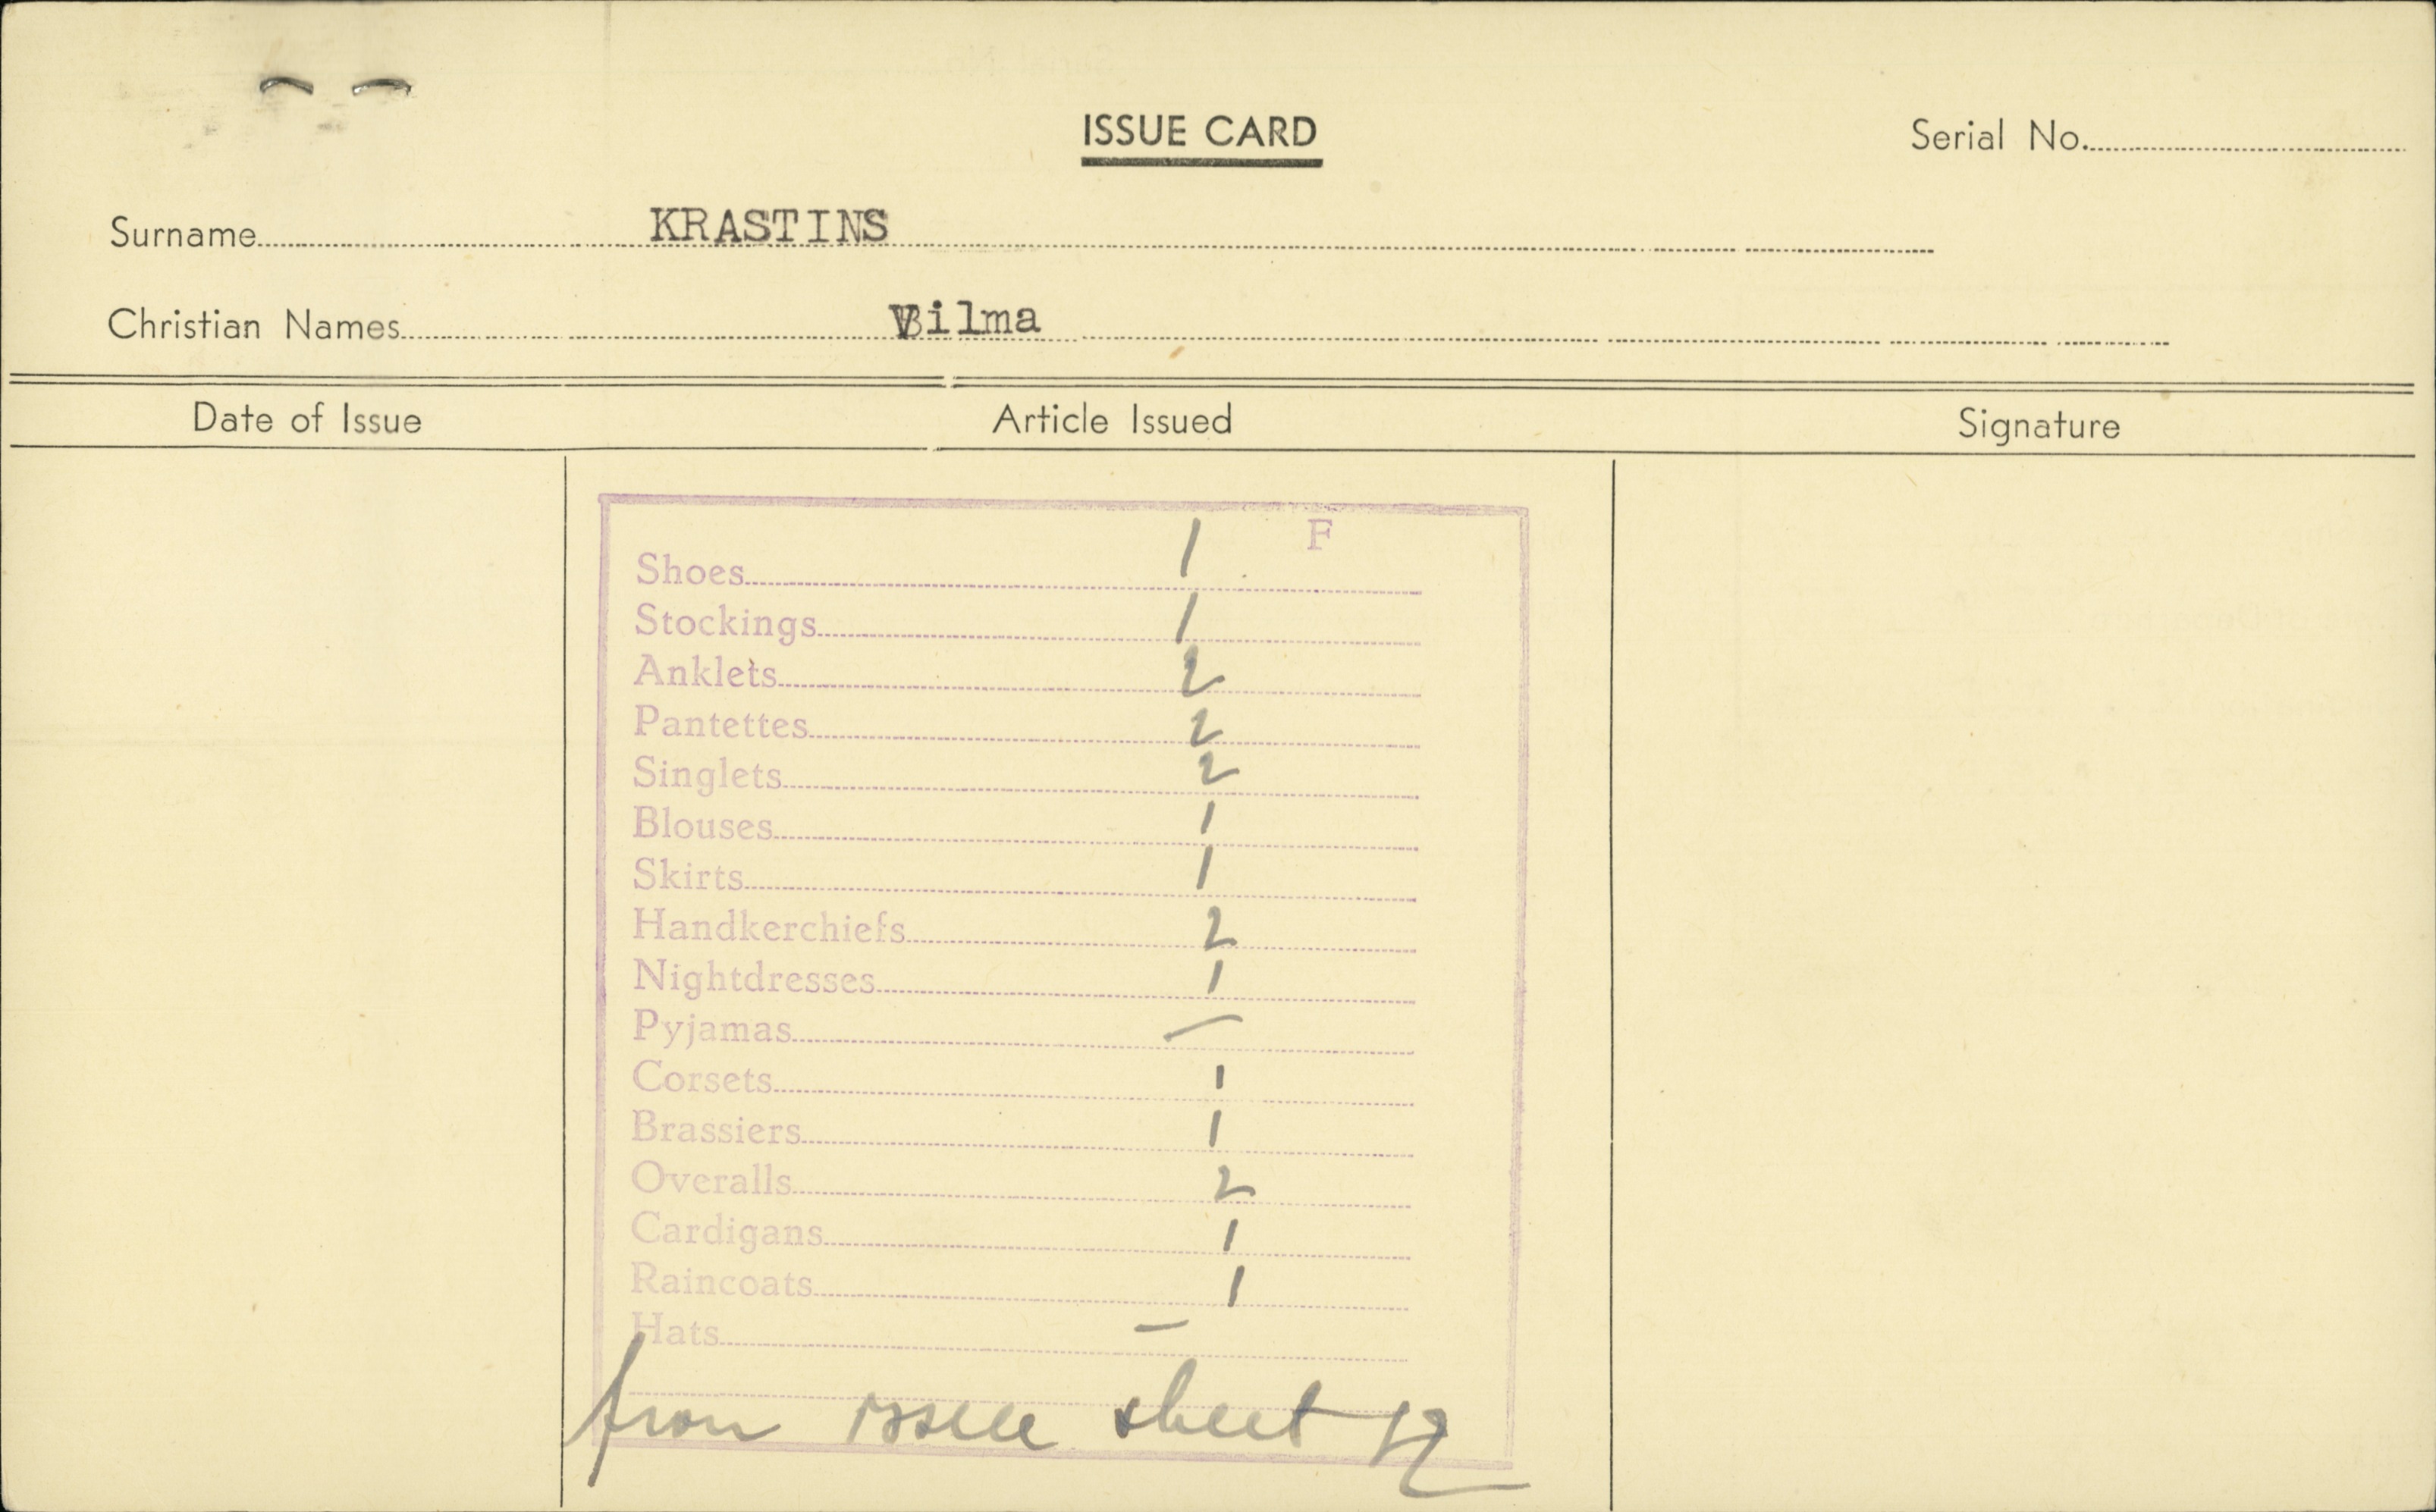 ISSUE CARD
Serial No.
Surname KRASTINS
Christian Names Vilma
Date of Issue Article Issued Signature
F
Shoes 1
Stockings 1
Anklets 2
Pantettes 2
Singlets 2
Blouses 1
Skirts 1
Handkerchiefs 2
Nightdresses 1
Pyjamas —
Corsets 1
Brassiers 1
Overalls 2
Cardigans 1
Raincoats 1
Hats —
from issue sheet